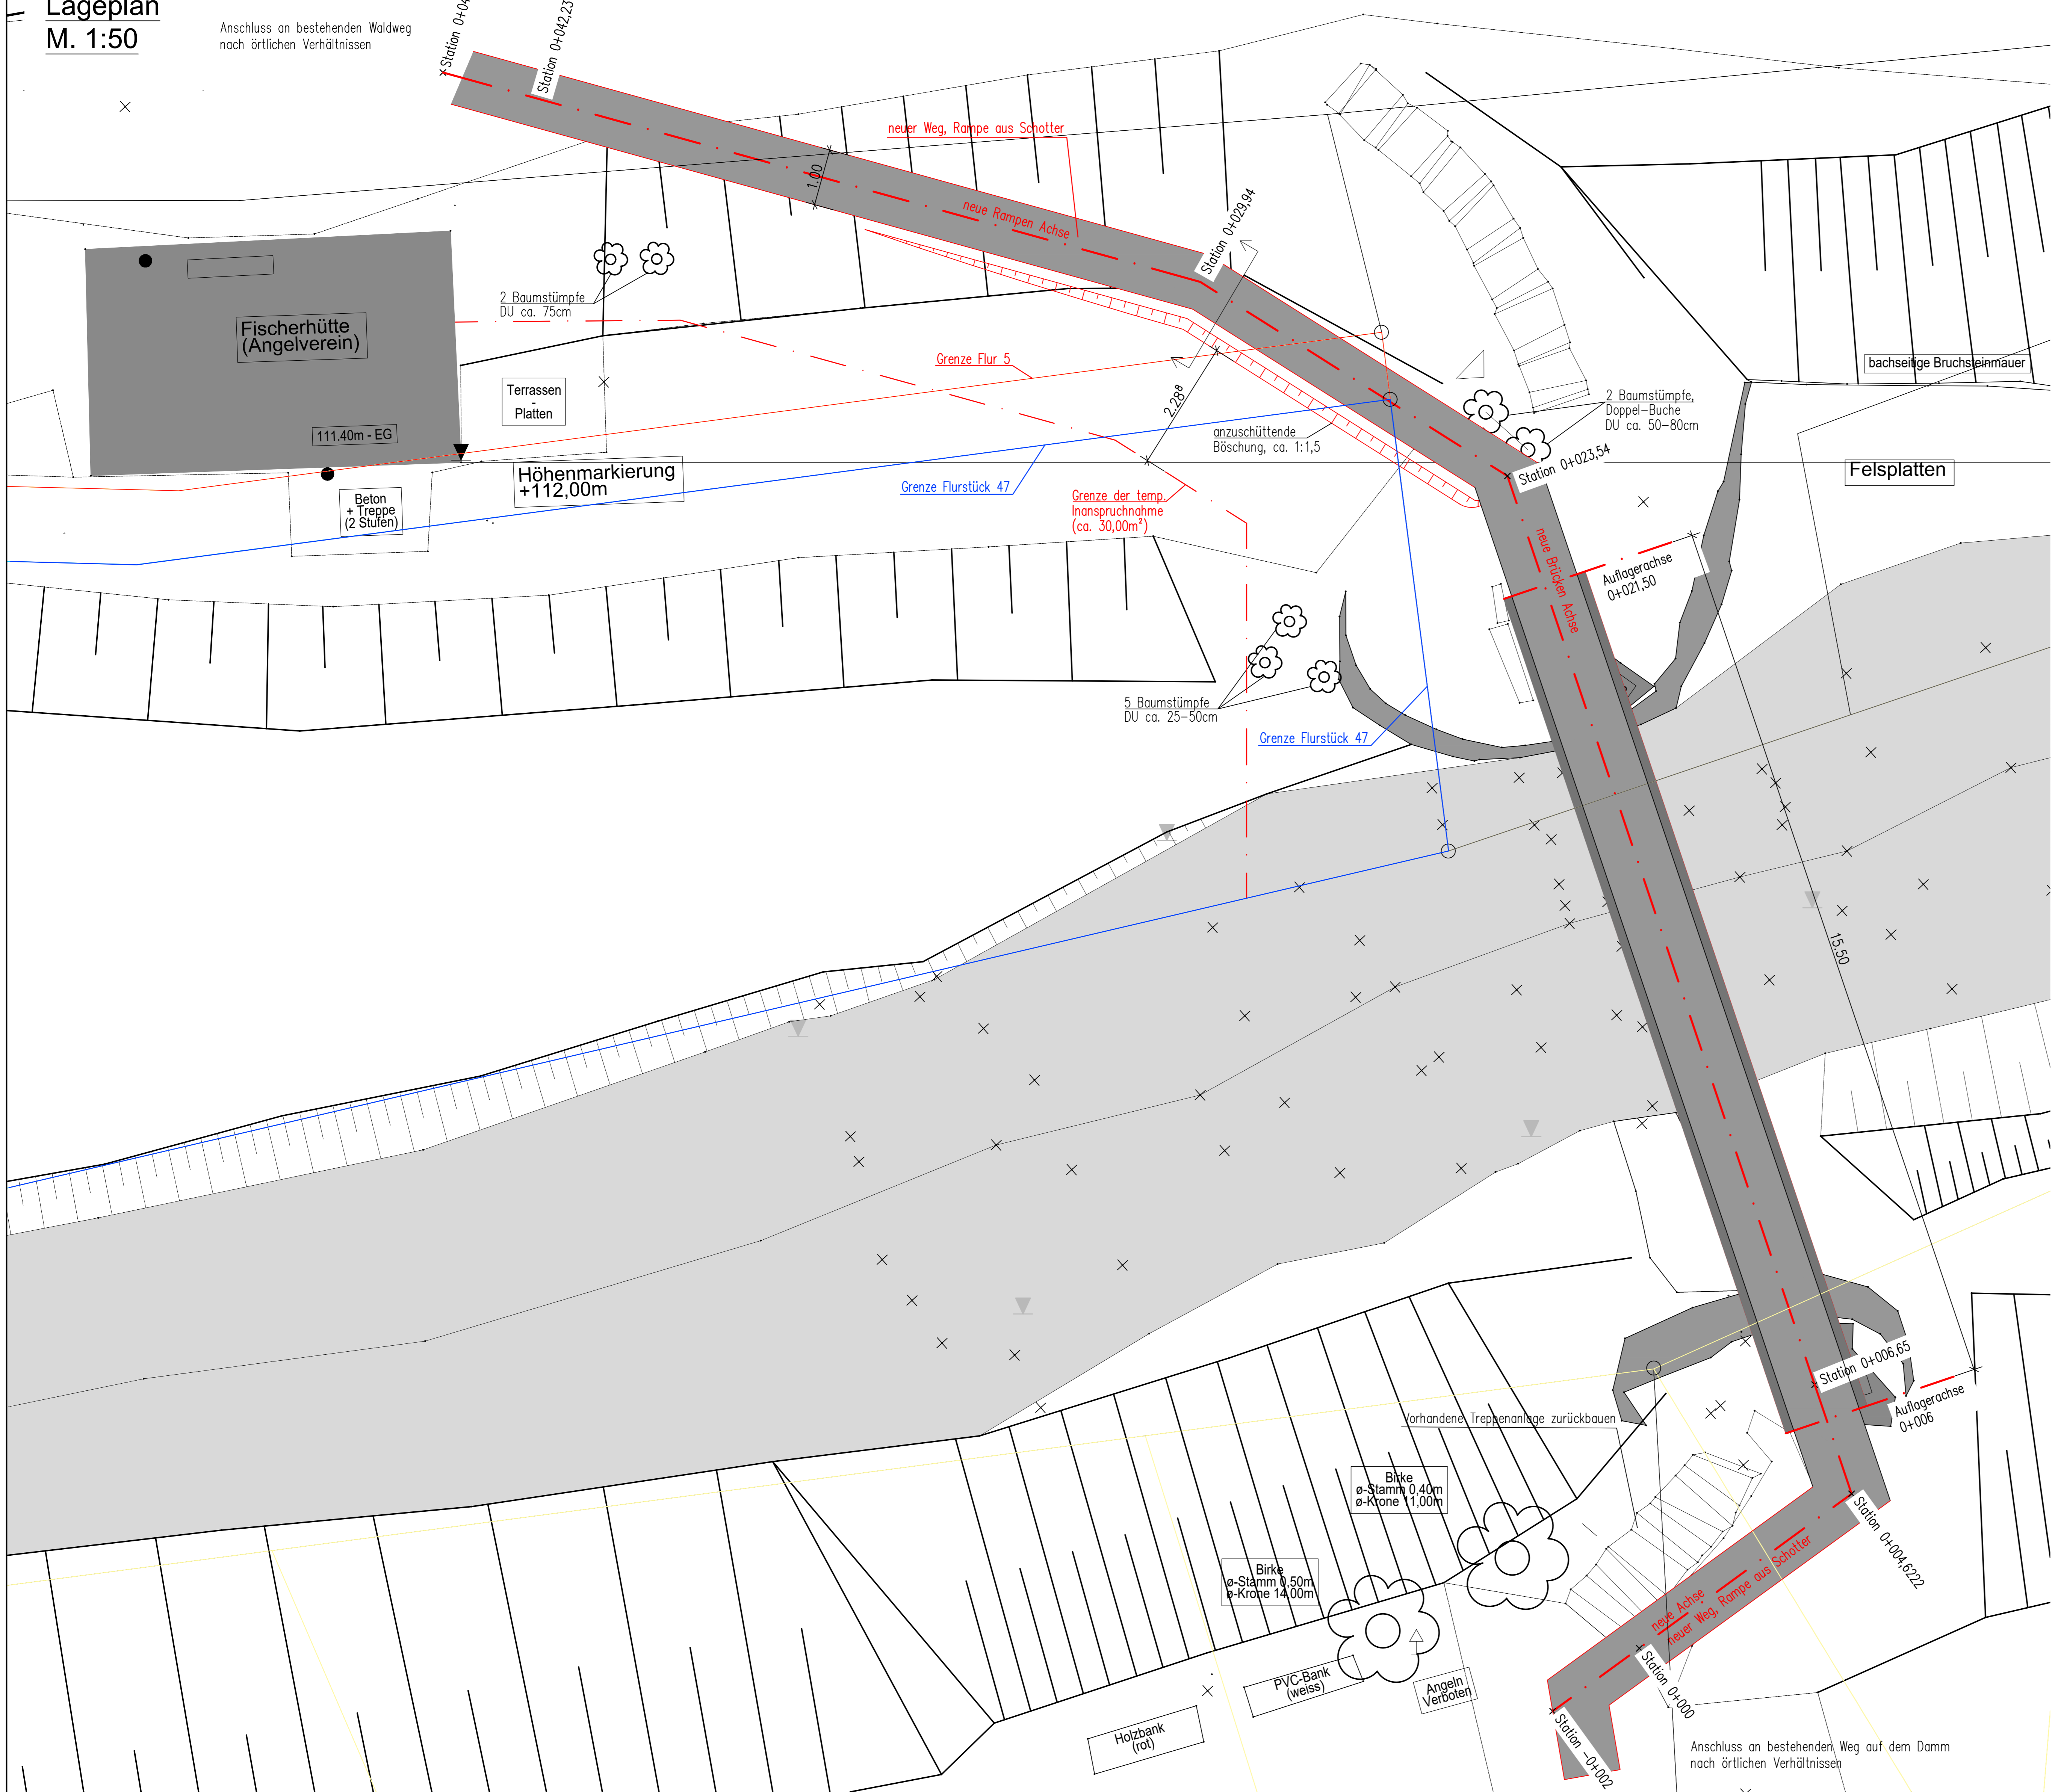 Lageplan
M. 1:50
Anschluss an bestehenden Waldweg
nach örtlichen Verhältnissen
Station 0+042,23
neuer Weg, Rampe aus Schotter
1.00
neue Rampen Achse
Station 0+029,94
2 Baumstümpfe
DU ca. 75cm
Fischerhütte
(Angelverein)
Grenze Flur 5
bachseitige Bruchsteinmauer
Terrassen
-
Platten
2.28⁸
2 Baumstümpfe,
Doppel-Buche
DU ca. 50-80cm
111.40m - EG
anzuschüttende
Böschung, ca. 1:1,5
Station 0+023,54
Felsplatten
Höhenmarkierung
+112,00m
Grenze Flurstück 47
Grenze der temp.
Inanspruchnahme
(ca. 30,00m²)
Beton
+ Treppe
(2 Stufen)
neue Brücken Achse
Auflagerachse
0+021,50
5 Baumstümpfe
DU ca. 25-50cm
Grenze Flurstück 47
15.50
Station 0+006,65
Auflagerachse
0+006
Vorhandene Treppenanlage zurückbauen
Birke
ø-Stamm 0,40m
ø-Krone 11,00m
Station 0+004,6222
Birke
ø-Stamm 0,50m
ø-Krone 14,00m
neue Achse
neuer Weg, Rampe aus Schotter
Station 0+000
PVC-Bank
(weiss)
Angeln
Verboten
Holzbank
(rot)
Station -0+002
Anschluss an bestehenden Weg auf dem Damm
nach örtlichen Verhältnissen